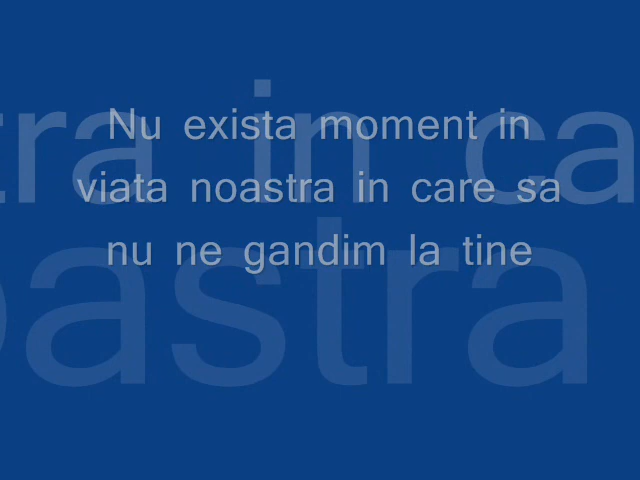 Nu exista moment in
viata noastra in care sa
nu ne gandim la tine